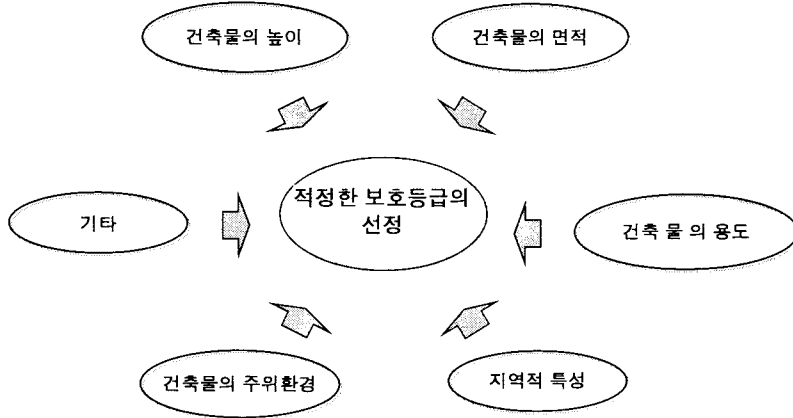 건축물의 높이
건축물의 면적
적정한 보호등급의
선정
기타
건축 물 의 용도
건축물의 주위환경
지역적 특성